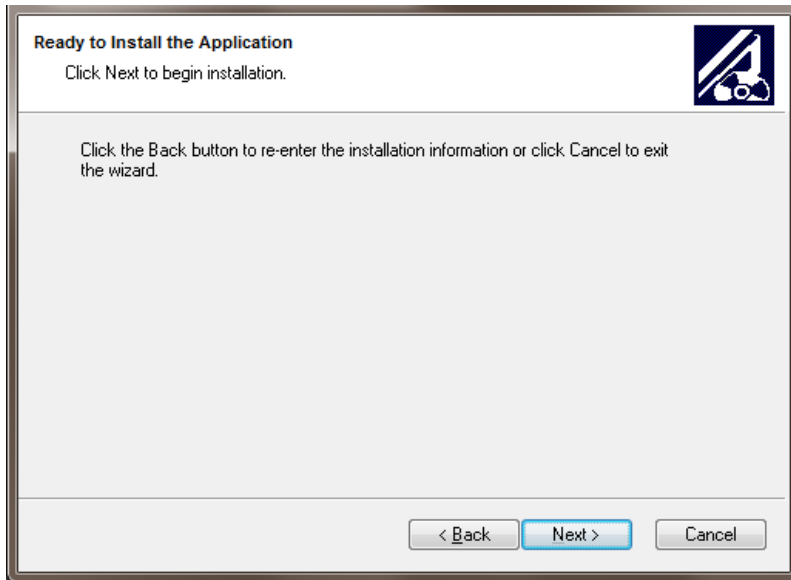 Ready to Install the Application
Click Next to begin installation.
Click the Back button to re-enter the installation information or click Cancel to exit
the wizard.
< Back
Next >
Cancel